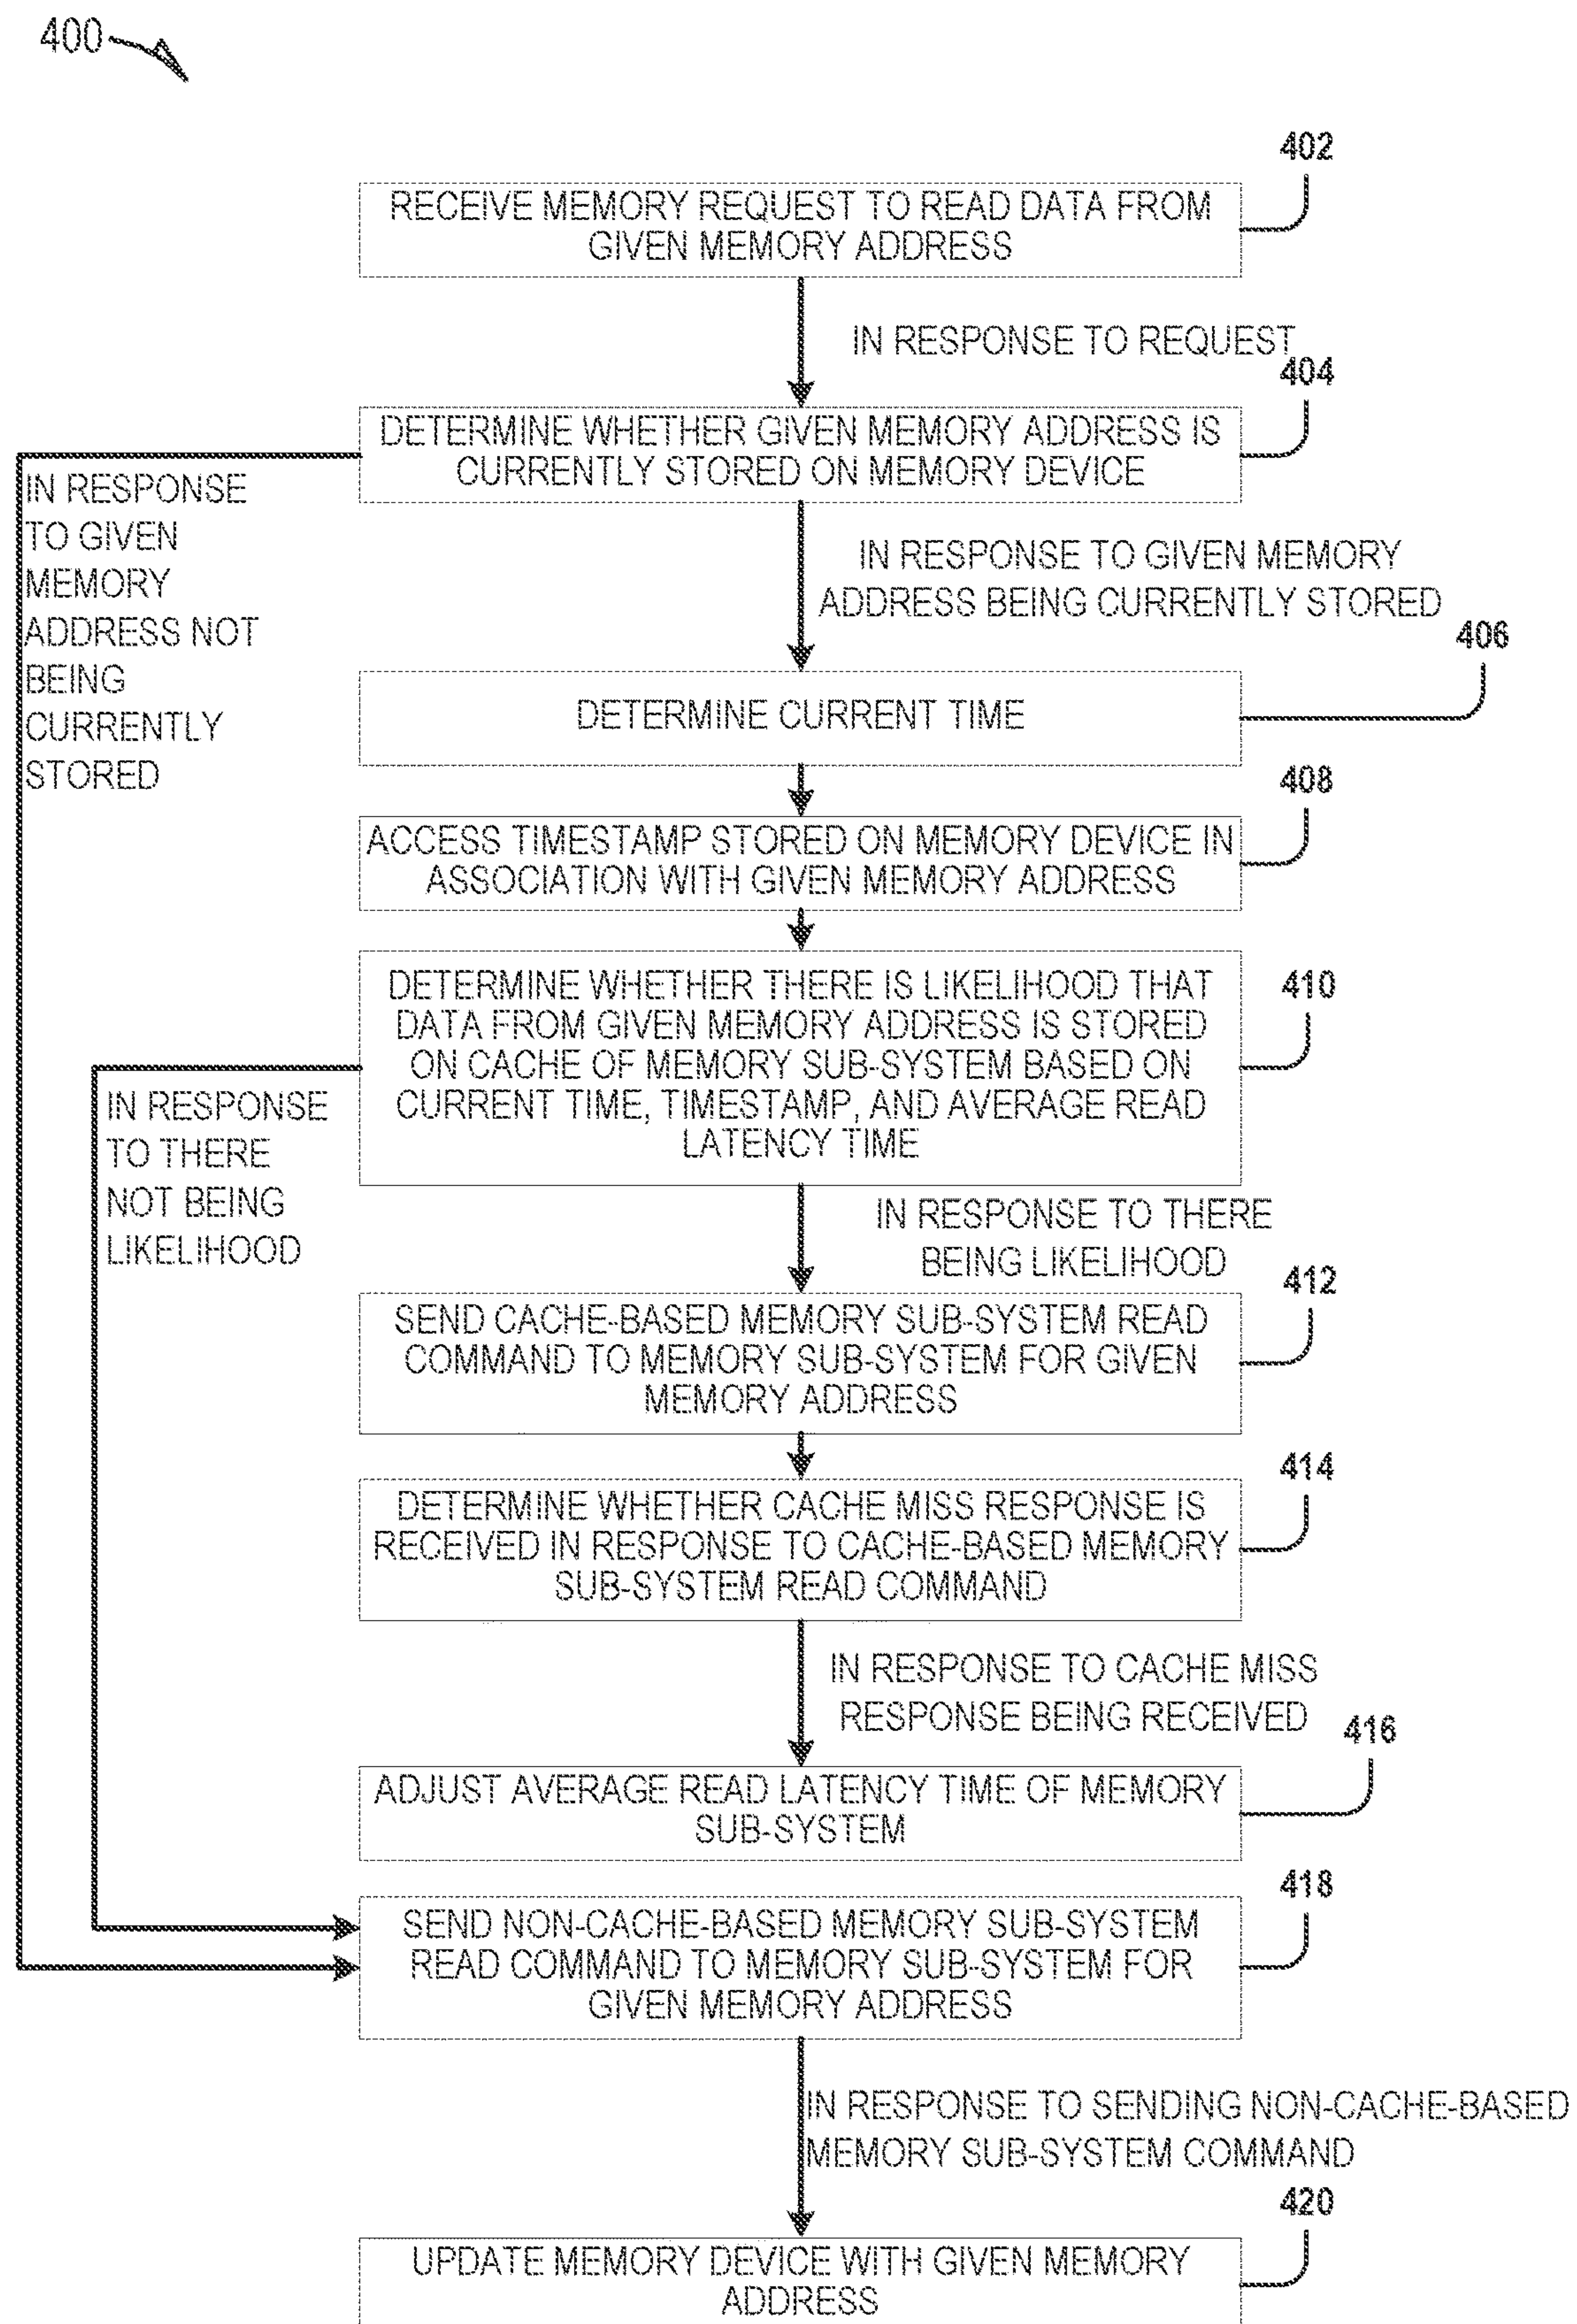 400
402
RECEIVE MEMORY REQUEST TO READ DATA FROM
GIVEN MEMORY ADDRESS
IN RESPONSE TO REQUEST
404
DETERMINE WHETHER GIVEN MEMORY ADDRESS IS
CURRENTLY STORED ON MEMORY DEVICE
IN RESPONSE
TO GIVEN
MEMORY
ADDRESS NOT
BEING
CURRENTLY
STORED
IN RESPONSE TO GIVEN MEMORY
ADDRESS BEING CURRENTLY STORED
406
DETERMINE CURRENT TIME
408
ACCESS TIMESTAMP STORED ON MEMORY DEVICE IN
ASSOCIATION WITH GIVEN MEMORY ADDRESS
410
DETERMINE WHETHER THERE IS LIKELIHOOD THAT
DATA FROM GIVEN MEMORY ADDRESS IS STORED
ON CACHE OF MEMORY SUB-SYSTEM BASED ON
CURRENT TIME, TIMESTAMP, AND AVERAGE READ
LATENCY TIME
IN RESPONSE
TO THERE
NOT BEING
LIKELIHOOD
IN RESPONSE TO THERE
BEING LIKELIHOOD
412
SEND CACHE-BASED MEMORY SUB-SYSTEM READ
COMMAND TO MEMORY SUB-SYSTEM FOR GIVEN
MEMORY ADDRESS
414
DETERMINE WHETHER CACHE MISS RESPONSE IS
RECEIVED IN RESPONSE TO CACHE-BASED MEMORY
SUB-SYSTEM READ COMMAND
IN RESPONSE TO CACHE MISS
RESPONSE BEING RECEIVED
416
ADJUST AVERAGE READ LATENCY TIME OF MEMORY
SUB-SYSTEM
418
SEND NON-CACHE-BASED MEMORY SUB-SYSTEM
READ COMMAND TO MEMORY SUB-SYSTEM FOR
GIVEN MEMORY ADDRESS
IN RESPONSE TO SENDING NON-CACHE-BASED
MEMORY SUB-SYSTEM COMMAND
420
UPDATE MEMORY DEVICE WITH GIVEN MEMORY
ADDRESS